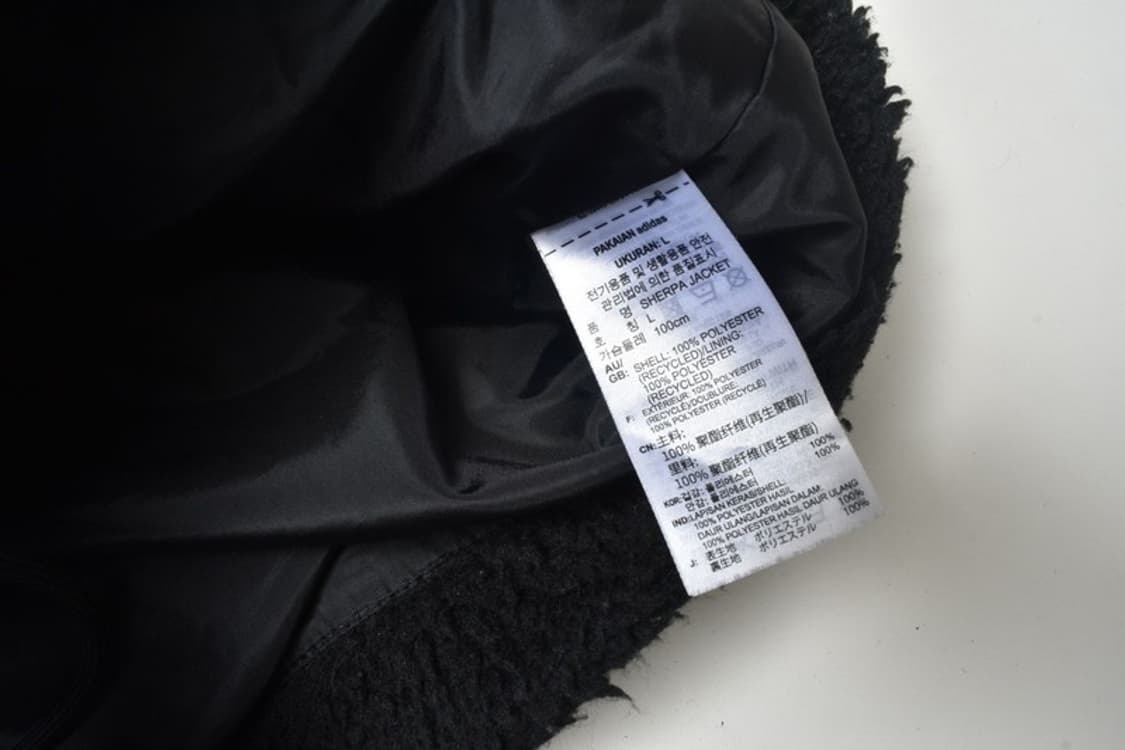 PAKAIAN adidas
UKURAN: L
전기용품 및 생활용품 안전
관리법에 의한 품질표시
품 명 SHERPA JACKET
호 칭 L
가슴둘레 100cm
AU/
GB: SHELL: 100% POLYESTER
(RECYCLED)/LINING:
100% POLYESTER
(RECYCLED)
F: EXTÉRIEUR: 100% POLYESTER
(RECYCLÉ)/DOUBLURE:
100% POLYESTER (RECYCLÉ)
CN: 主料:
100% 聚酯纤维(再生聚酯)/
里料:
100% 聚酯纤维(再生聚酯)
KOR: 겉감: 폴리에스터 100%
안감: 폴리에스터 100%
IND: LAPISAN KERAS/SHELL:
100% POLYESTER HASIL
DAUR ULANG/LAPISAN DALAM:
100% POLYESTER HASIL DAUR ULANG
J: 表生地 ポリエステル 100%
裏生地 ポリエステル 100%